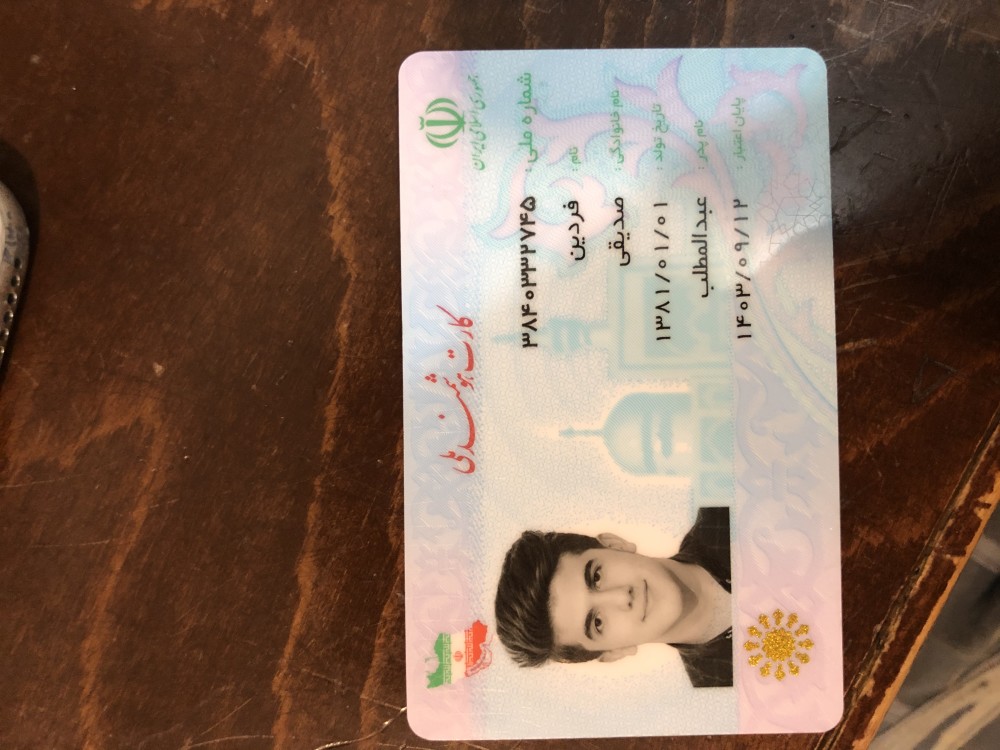 جمهوری اسلامی ایران
کارت هوشمند ملی
شماره ملی : ۳۸۴۰۳۳۲۷۴۵
نام : فردین
نام خانوادگی : صدیقی
تاریخ تولد : ۱۳۸۱/۰۱/۰۱
نام پدر : عبدالمطلب
پایان اعتبار : ۱۴۰۳/۰۹/۱۲